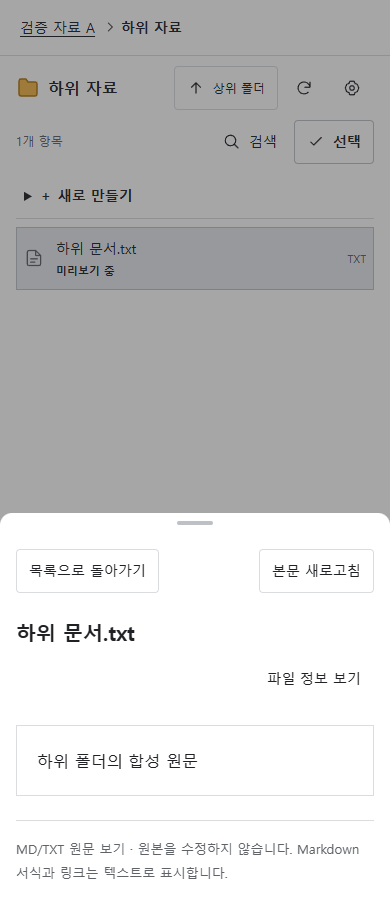 검증 자료 A > 하위 자료
하위 자료
상위 폴더
1개 항목
검색
선택
+ 새로 만들기
하위 문서.txt
미리보기 중
TXT
목록으로 돌아가기
본문 새로고침
하위 문서.txt
파일 정보 보기
하위 폴더의 합성 원문
MD/TXT 원문 보기 · 원본을 수정하지 않습니다. Markdown
서식과 링크는 텍스트로 표시합니다.